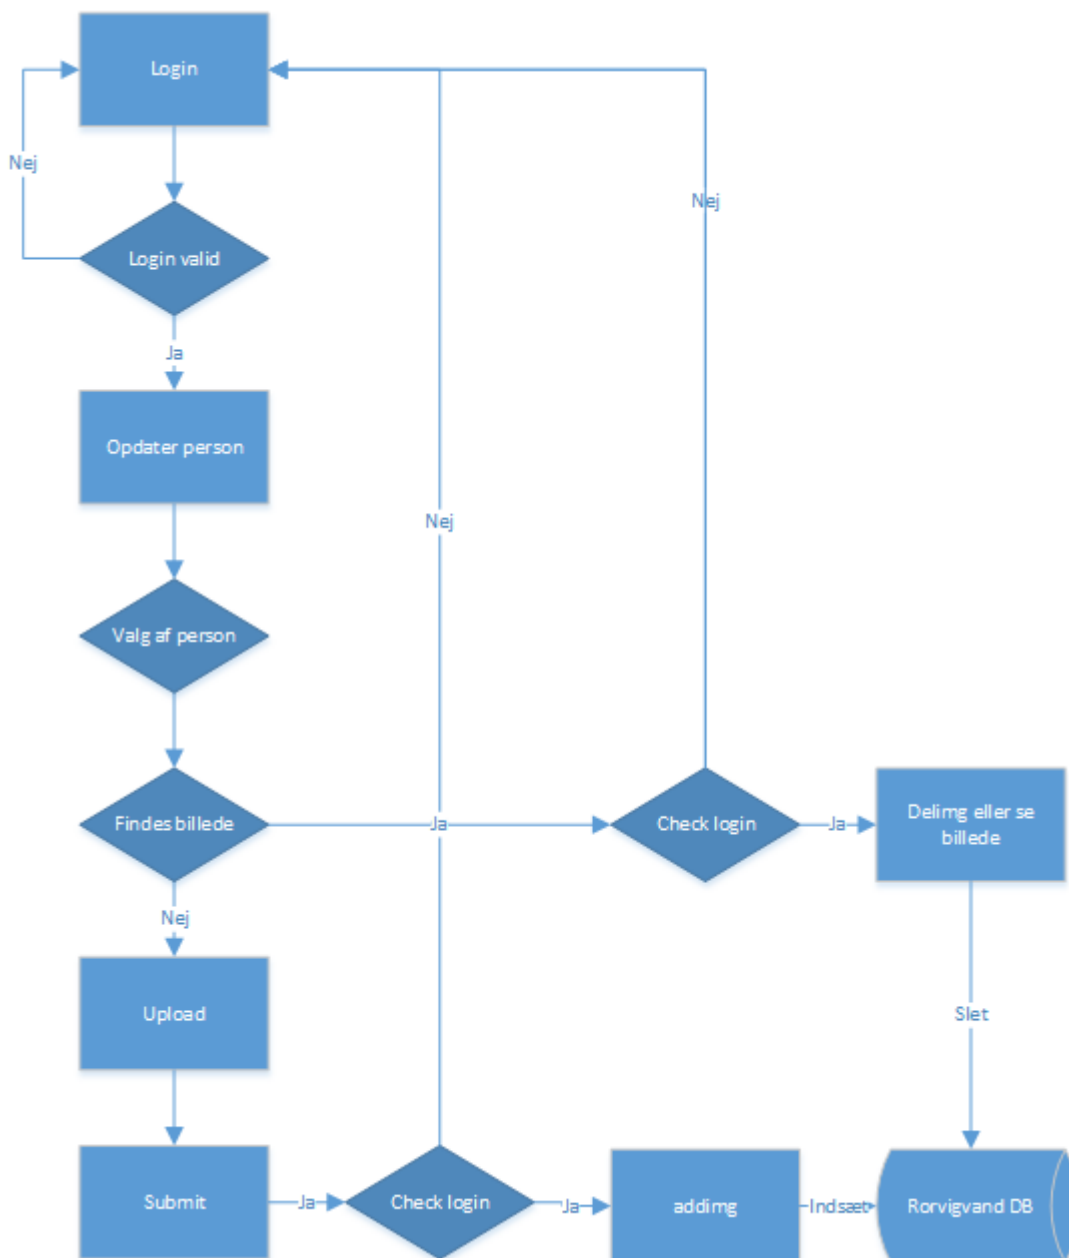 Login
Nej
Nej
Login valid
Ja
Opdater person
Nej
Valg af person
Findes billede
Ja
Check login
Ja
Delimg eller se
billede
Nej
Upload
Slet
Submit
Ja
Check login
Ja
addimg
Indsæt
Rorvigvand DB